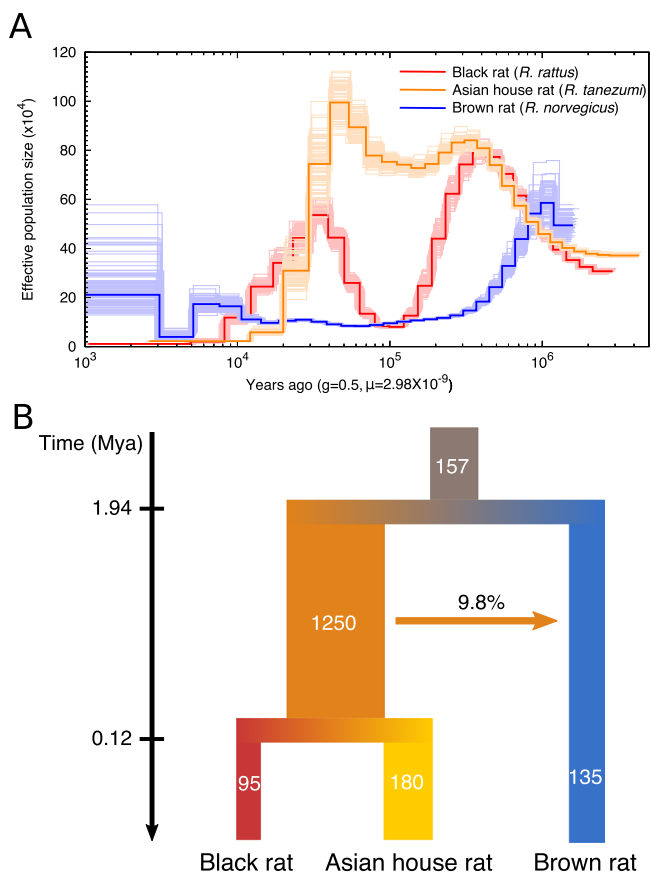 A
Effective population size (x10⁴)
120
100
80
60
40
20
0
Black rat (R. rattus)
Asian house rat (R. tanezumi)
Brown rat (R. norvegicus)
10³ 10⁴ 10⁵ 10⁶
Years ago (g=0.5, μ=2.98X10⁻⁹)
B
Time (Mya)
157
1.94
9.8%
1250
0.12
95 180 135
Black rat Asian house rat Brown rat